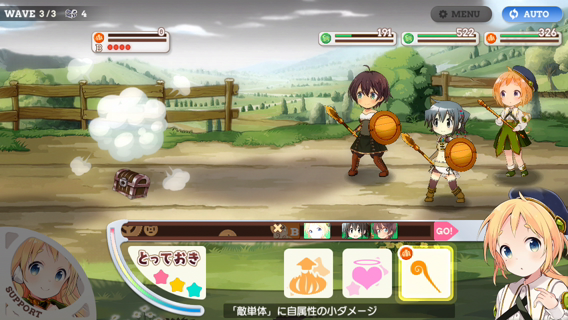 WAVE 3/3 4
MENU
AUTO
0
B
191
522
326
B
GO!
とっておき
SUPPORT
「敵単体」に自属性の小ダメージ